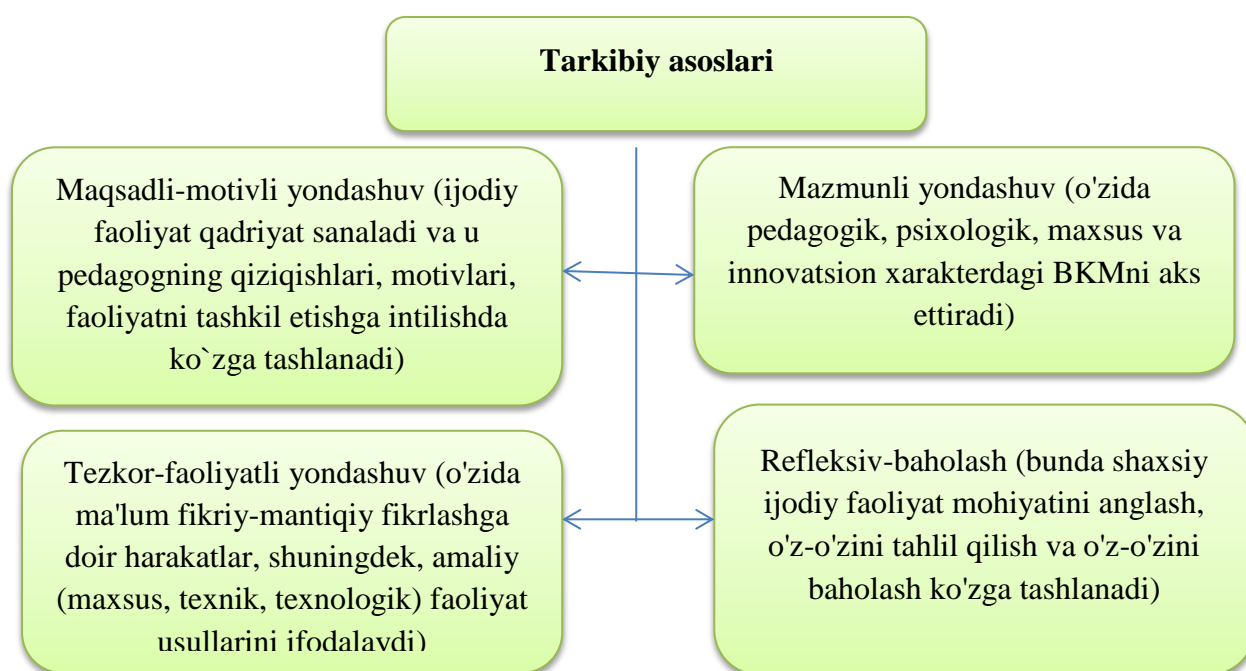 Tarkibiy asoslari
Maqsadli-motivli yondashuv (ijodiy
faoliyat qadriyat sanaladi va u
pedagogning qiziqishlari, motivlari,
faoliyatni tashkil etishga intilishda
ko`zga tashlanadi)
Mazmunli yondashuv (o'zida
pedagogik, psixologik, maxsus va
innovatsion xarakterdagi BKMni aks
ettiradi)
Tezkor-faoliyatli yondashuv (o'zida
ma'lum fikriy-mantiqiy fikrlashga
doir harakatlar, shuningdek, amaliy
(maxsus, texnik, texnologik) faoliyat
usullarini ifodalaydi)
Refleksiv-baholash (bunda shaxsiy
ijodiy faoliyat mohiyatini anglash,
o'z-o'zini tahlil qilish va o'z-o'zini
baholash ko'zga tashlanadi)